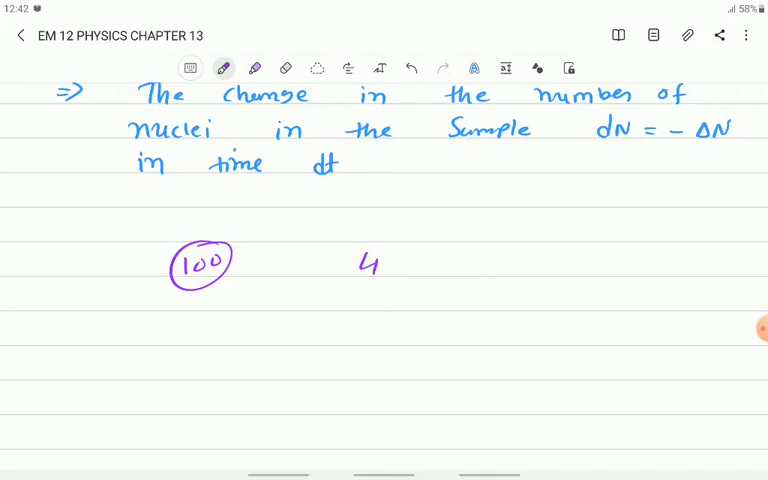 12:42 58%
EM 12 PHYSICS CHAPTER 13
⇒ The change in the number of
nuclei in the Sample dN = - ΔN
in time dt
100 4